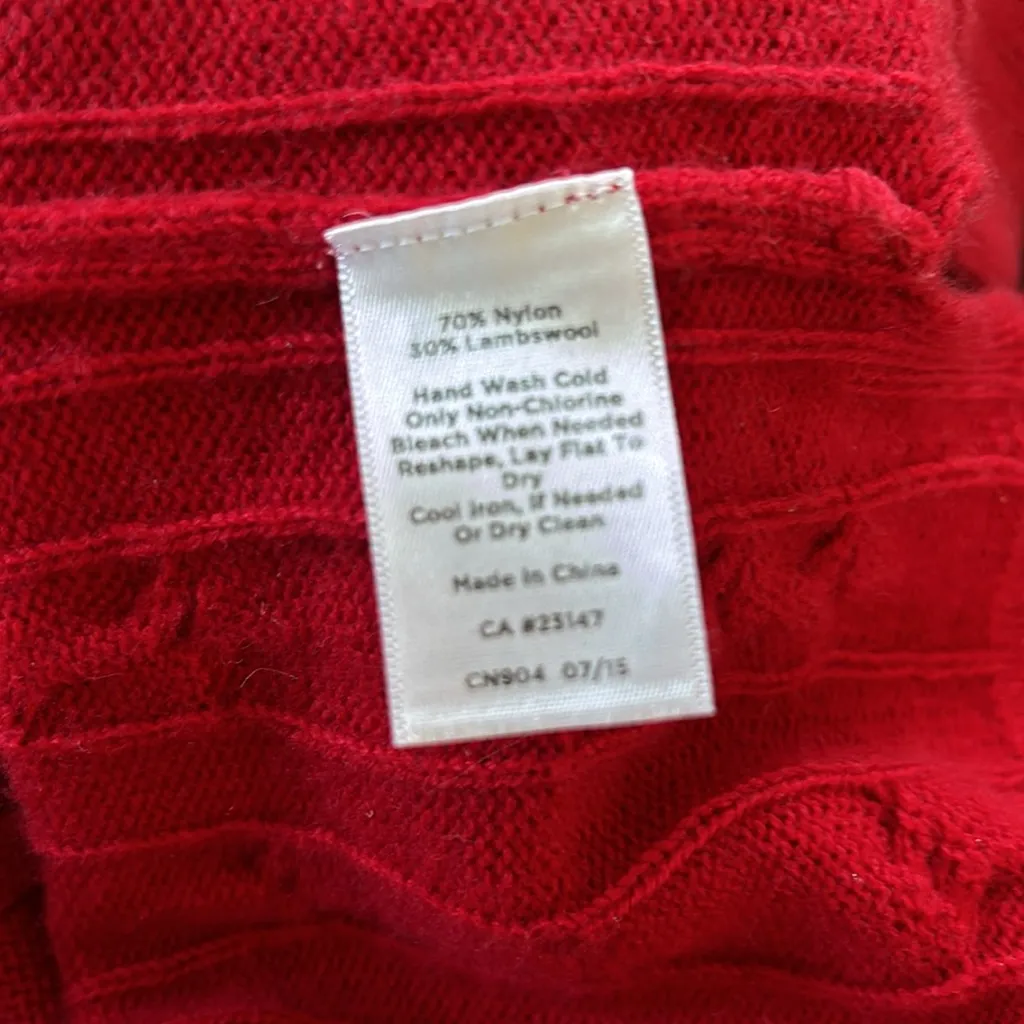 70% Nylon
30% Lambswool
Hand Wash Cold
Only Non-Chlorine
Bleach When Needed
Reshape, Lay Flat To
Dry
Cool Iron, If Needed
Or Dry Clean
Made In China
CA #23147
CN904 07/15